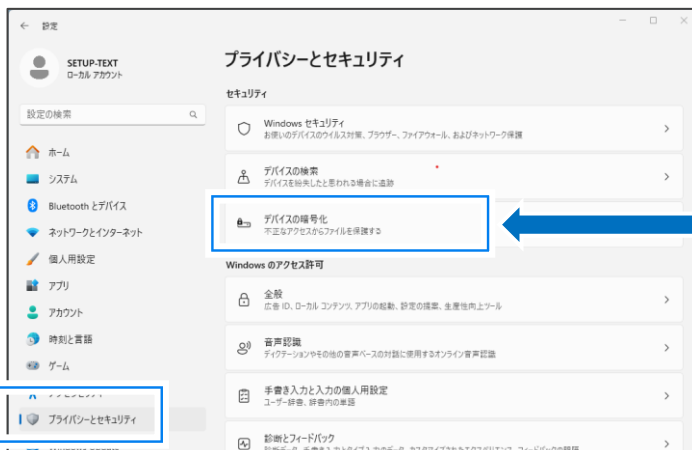 ← 設定
SETUP-TEXT
ローカル アカウント
設定の検索
ホーム
システム
Bluetooth とデバイス
ネットワークとインターネット
個人用設定
アプリ
アカウント
時刻と言語
ゲーム
プライバシーとセキュリティ
プライバシーとセキュリティ
セキュリティ
Windows セキュリティ
お使いのデバイスのウイルス対策、ブラウザー、ファイアウォール、およびネットワーク保護
デバイスの検索
デバイスを紛失したと思われる場合に追跡
デバイスの暗号化
不正なアクセスからファイルを保護する
Windows のアクセス許可
全般
広告 ID、ローカル コンテンツ、アプリの起動、設定の提案、生産性向上ツール
音声認識
ディクテーションやその他の音声ベースの対話に使用するオンライン音声認識
手書き入力と入力の個人用設定
ユーザー辞書、辞書内の単語
診断とフィードバック